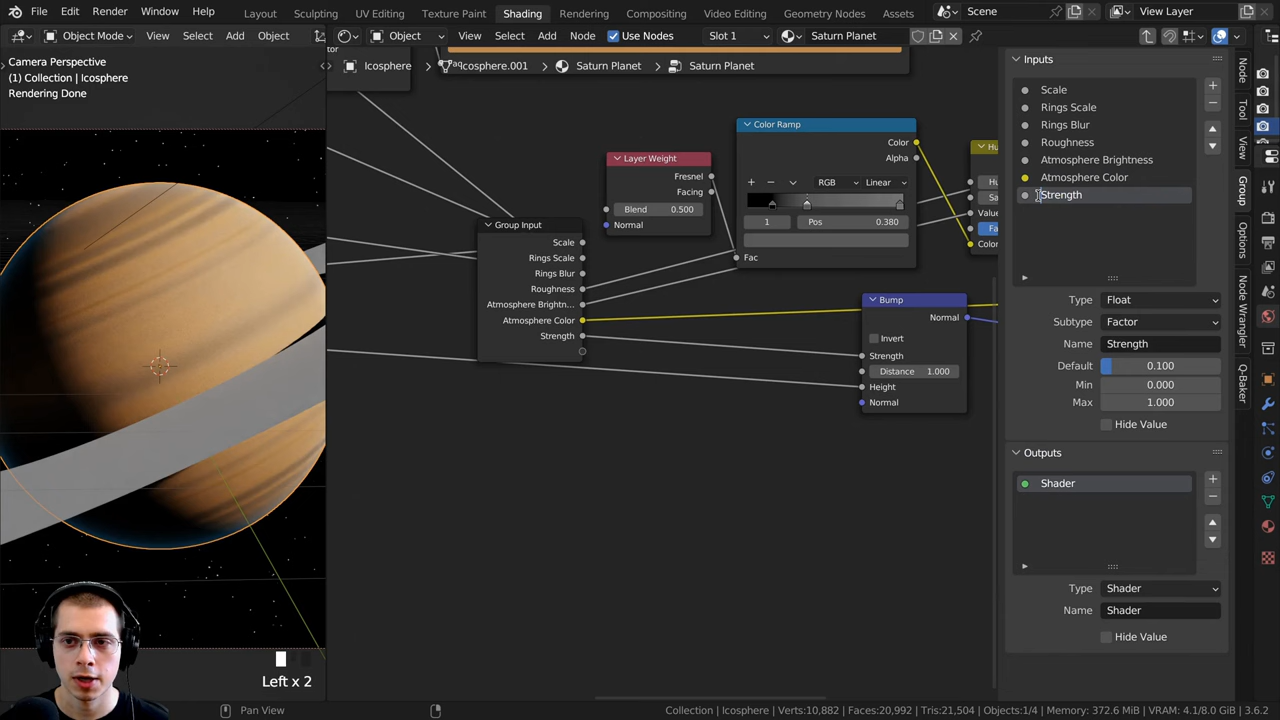 File Edit Render Window Help
Layout Sculpting UV Editing Texture Paint Shading Rendering Compositing Video Editing Geometry Nodes Assets
Scene View Layer
Object Mode View Select Add Object
Object View Select Add Node Use Nodes Slot 1 Saturn Planet
Camera Perspective
(1) Collection | Icosphere
Rendering Done
Icosphere Icosphere.001 Saturn Planet Saturn Planet
Layer Weight
Fresnel
Facing
Blend 0.500
Normal
Color Ramp
Color
Alpha
RGB Linear
1 Pos 0.380
Fac
Hu
Hu
Sa
Value
Fa
Color
Group Input
Scale
Rings Scale
Rings Blur
Roughness
Atmosphere Brightn...
Atmosphere Color
Strength
Bump
Normal
Invert
Strength
Distance 1.000
Height
Normal
Inputs
Scale
Rings Scale
Rings Blur
Roughness
Atmosphere Brightness
Atmosphere Color
Strength
Type Float
Subtype Factor
Name Strength
Default 0.100
Min 0.000
Max 1.000
Hide Value
Outputs
Shader
Type Shader
Name Shader
Hide Value
Node
Tool
View
Group
Options
Node Wrangler
Q-Baker
Left x 2
Pan View
Collection | Icosphere | Verts:10,882 | Faces:20,992 | Tris:21,504 | Objects:1/4 | Memory: 372.6 MiB | VRAM: 4.1/8.0 GiB | 3.6.2